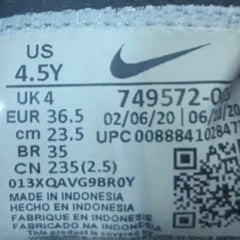 US
4.5Y
UK 4 749572-0
EUR 36.5 02/06/20
cm 23.5 UPC 008884102847
BR 35
CN 235(2.5)
013XQAVG9BR0Y
MADE IN INDONESIA
FABRIQUE EN INDONESIE
HECHO EN INDONESIA
FABRICADO NA INDONESIA